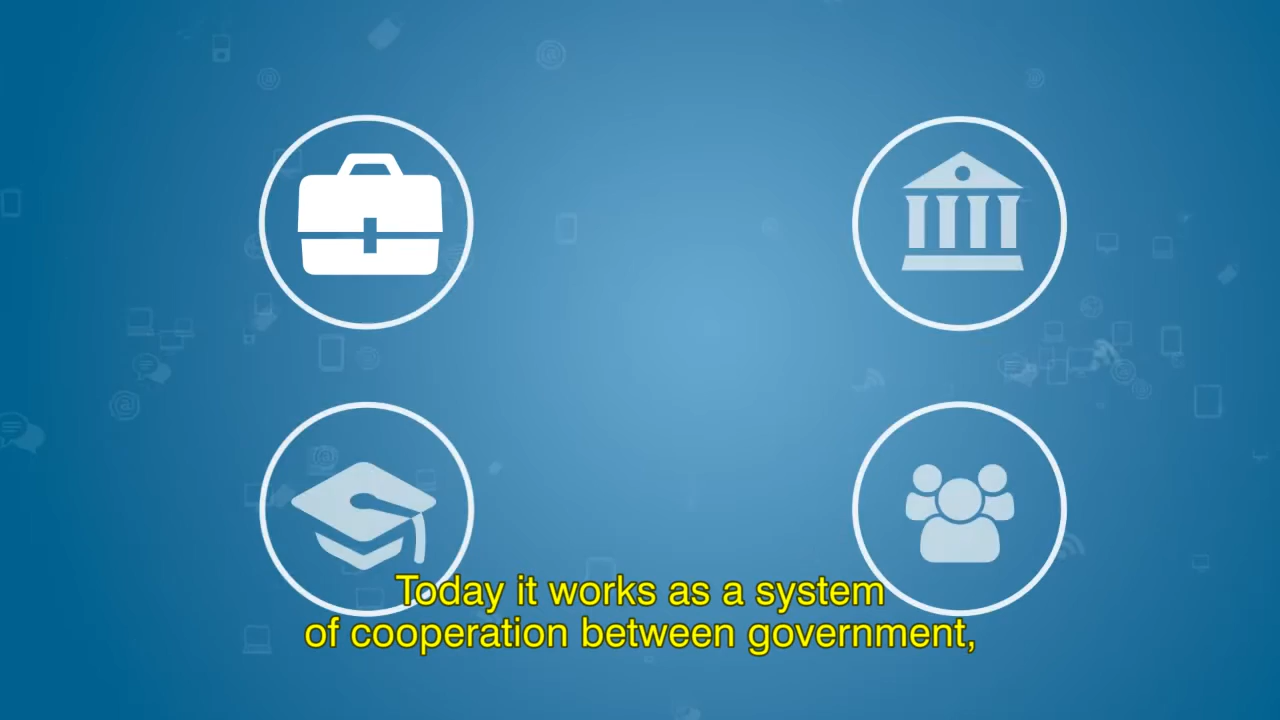 Today it works as a system
of cooperation between government,